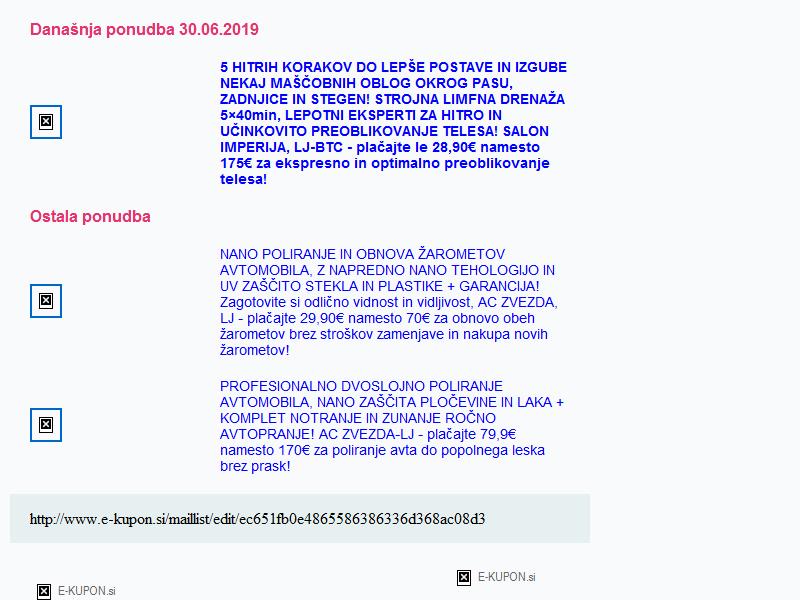 Današnja ponudba 30.06.2019
5 HITRIH KORAKOV DO LEPŠE POSTAVE IN IZGUBE
NEKAJ MAŠČOBNIH OBLOG OKROG PASU,
ZADNJICE IN STEGEN! STROJNA LIMFNA DRENAŽA
5×40min, LEPOTNI EKSPERTI ZA HITRO IN
UČINKOVITO PREOBLIKOVANJE TELESA! SALON
IMPERIJA, LJ-BTC - plačajte le 28,90€ namesto
175€ za ekspresno in optimalno preoblikovanje
telesa!
Ostala ponudba
NANO POLIRANJE IN OBNOVA ŽAROMETOV
AVTOMOBILA, Z NAPREDNO NANO TEHOLOGIJO IN
UV ZAŠČITO STEKLA IN PLASTIKE + GARANCIJA!
Zagotovite si odlično vidnost in vidljivost, AC ZVEZDA,
LJ - plačajte 29,90€ namesto 70€ za obnovo obeh
žarometov brez stroškov zamenjave in nakupa novih
žarometov!
PROFESIONALNO DVOSLOJNO POLIRANJE
AVTOMOBILA, NANO ZAŠČITA PLOČEVINE IN LAKA +
KOMPLET NOTRANJE IN ZUNANJE ROČNO
AVTOPRANJE! AC ZVEZDA-LJ - plačajte 79,9€
namesto 170€ za poliranje avta do popolnega leska
brez prask!
http://www.e-kupon.si/maillist/edit/ec651fb0e4865586386336d368ac08d3
E-KUPON.si
E-KUPON.si